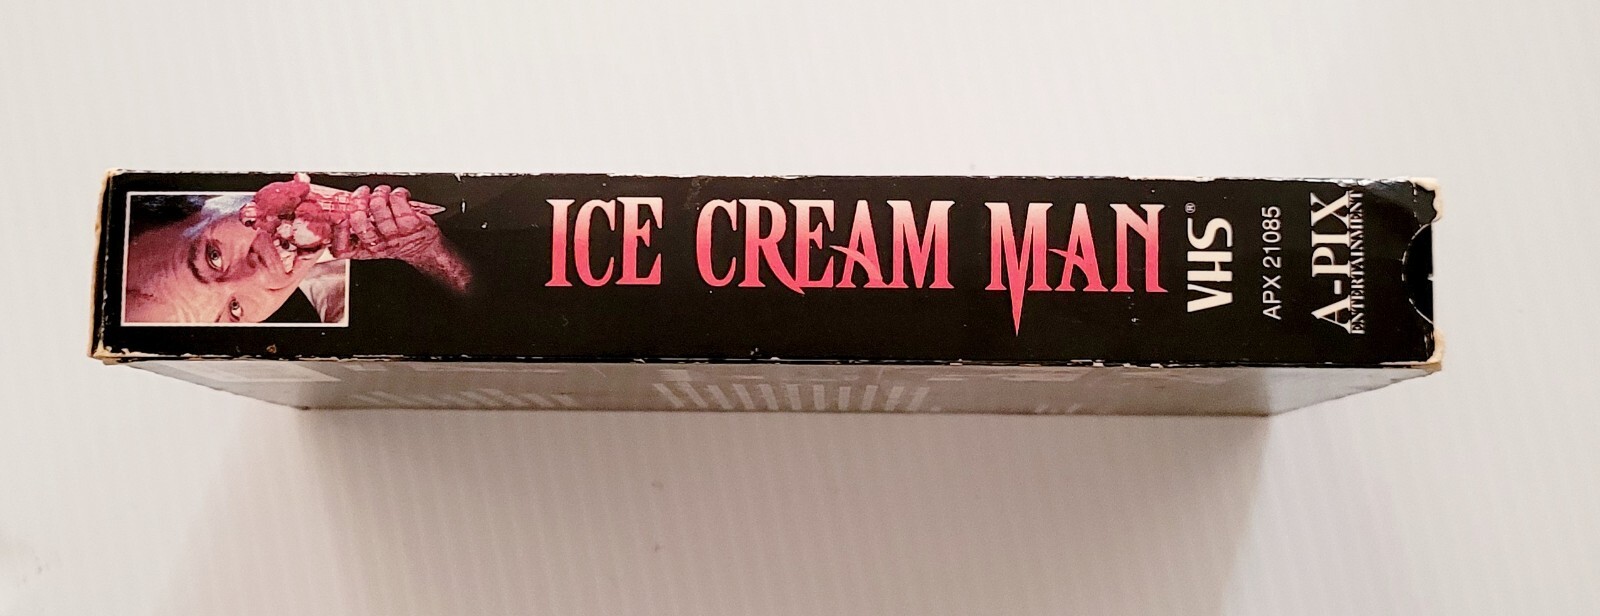 ICE CREAM MAN
VHS®
APX 21085
A-PIX
ENTERTAINMENT